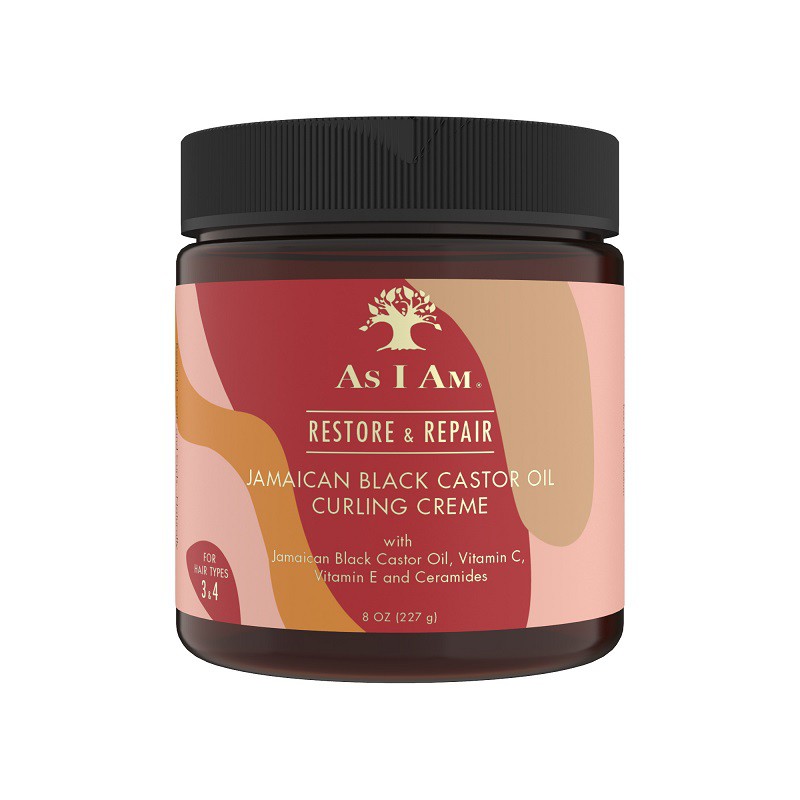 AS I AM®
RESTORE & REPAIR
JAMAICAN BLACK CASTOR OIL
CURLING CREME
with
Jamaican Black Castor Oil, Vitamin C,
Vitamin E and Ceramides
8 OZ (227 g)
FOR
HAIR TYPES
3 & 4